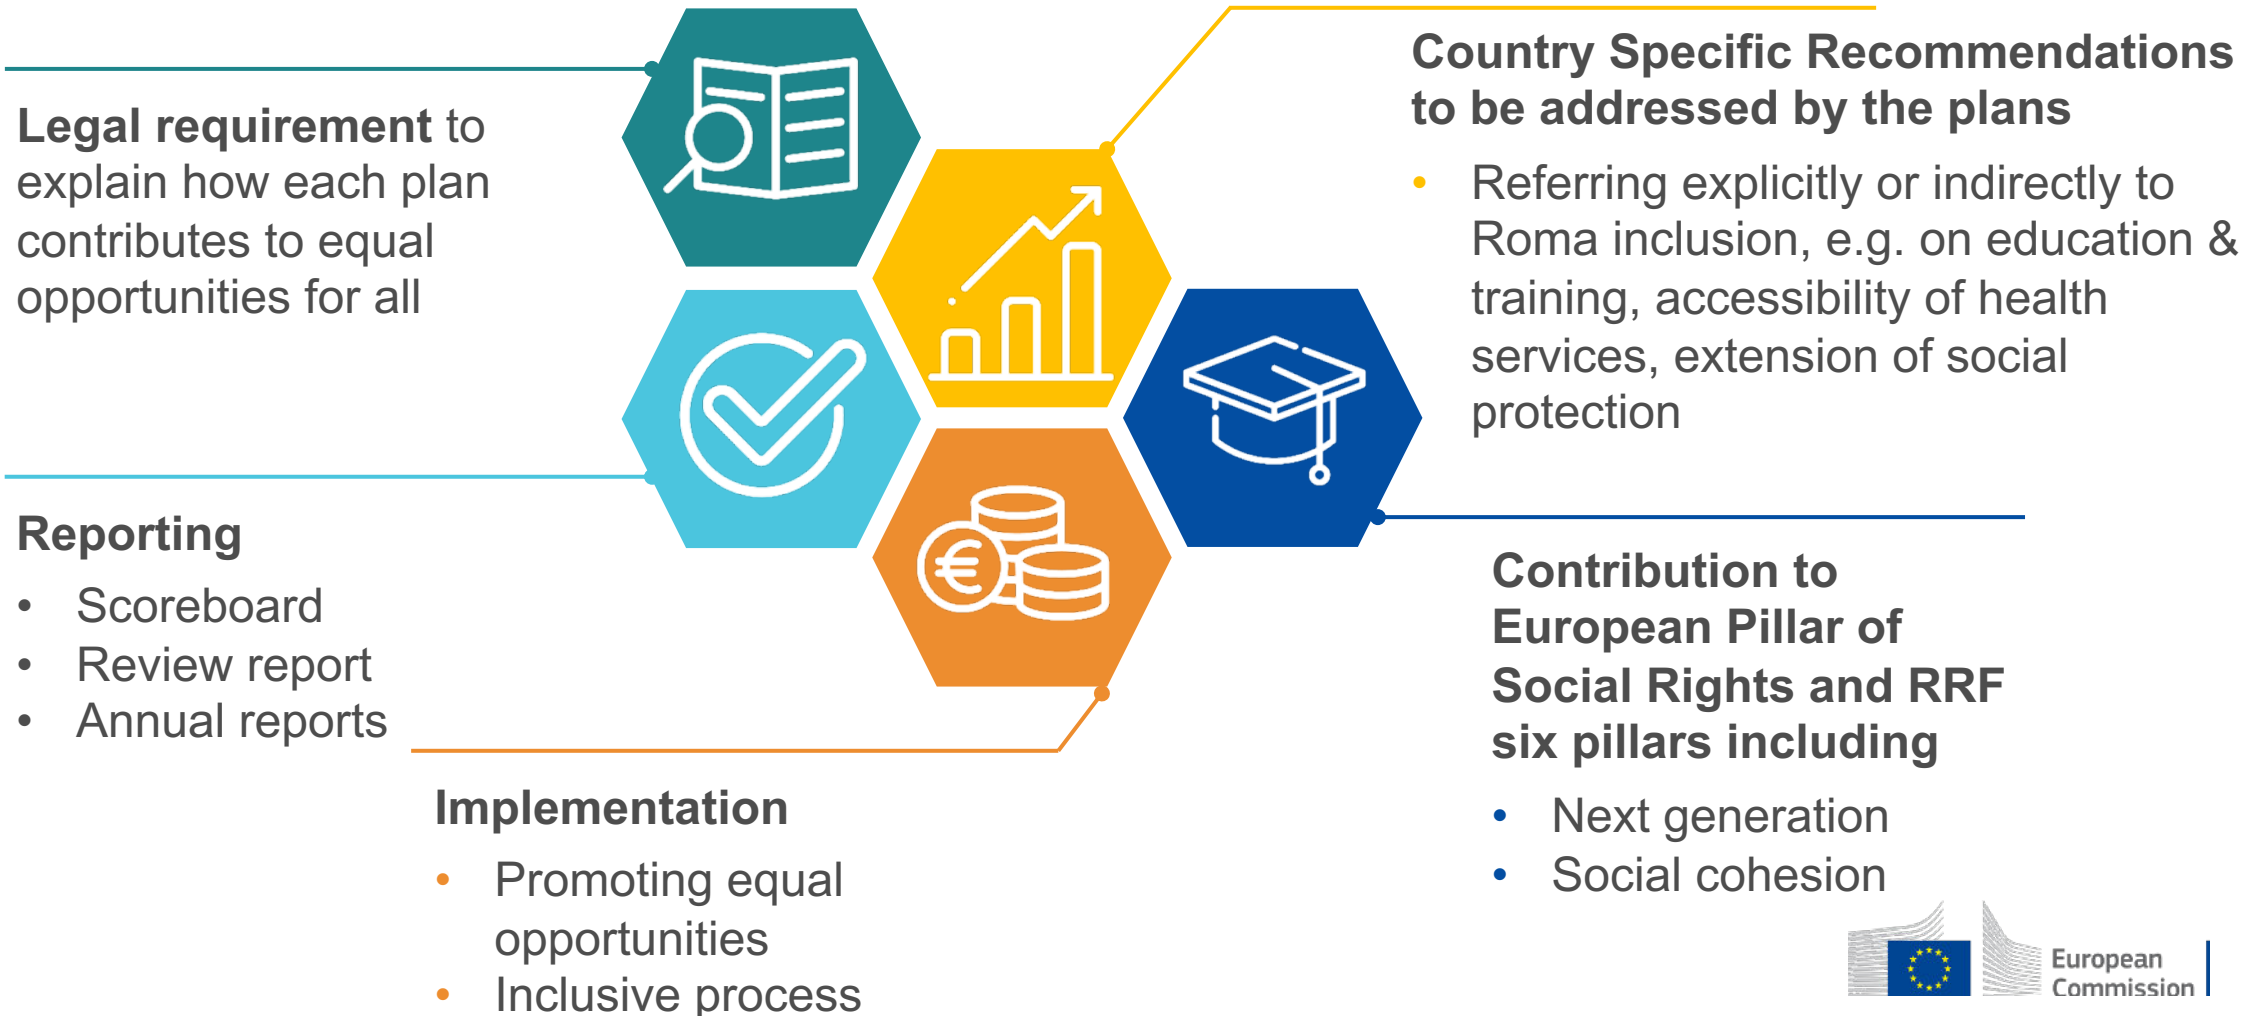 Legal requirement to
explain how each plan
contributes to equal
opportunities for all
Country Specific Recommendations
to be addressed by the plans
• Referring explicitly or indirectly to
Roma inclusion, e.g. on education &
training, accessibility of health
services, extension of social
protection
Reporting
• Scoreboard
• Review report
• Annual reports
€
Implementation
• Promoting equal
opportunities
• Inclusive process
Contribution to
European Pillar of
Social Rights and RRF
six pillars including
• Next generation
• Social cohesion
European
Commission